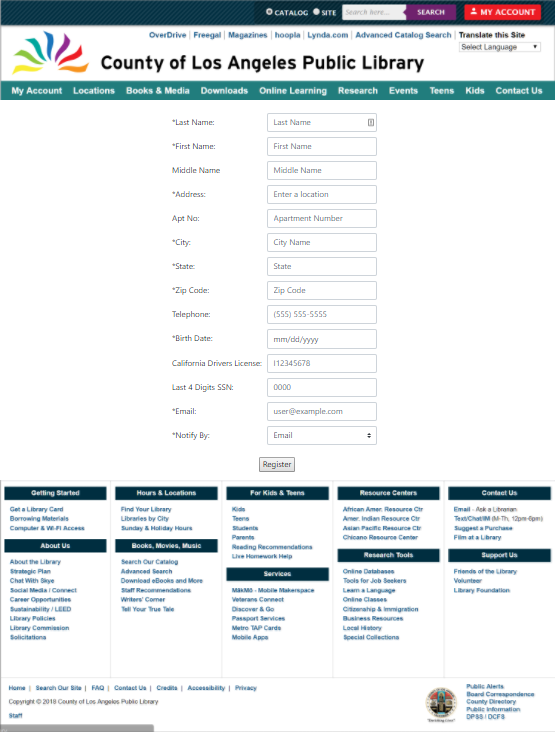 CATALOG SITE Search here... SEARCH MY ACCOUNT
OverDrive | Freegal | Magazines | hoopla | Lynda.com | Advanced Catalog Search | Translate this Site
Select Language
County of Los Angeles Public Library
My Account Locations Books & Media Downloads Online Learning Research Events Teens Kids Contact Us
*Last Name: Last Name
*First Name: First Name
Middle Name Middle Name
*Address: Enter a location
Apt No: Apartment Number
*City: City Name
*State: State
*Zip Code: Zip Code
Telephone: (555) 555-5555
*Birth Date: mm/dd/yyyy
California Drivers License: I12345678
Last 4 Digits SSN: 0000
*Email: user@example.com
*Notify By: Email
Register
Getting Started
Get a Library Card
Borrowing Materials
Computer & Wi-Fi Access
About Us
About the Library
Strategic Plan
Chat With Skye
Social Media / Connect
Career Opportunities
Sustainability / LEED
Library Policies
Library Commission
Solicitations
Hours & Locations
Find Your Library
Libraries by City
Sunday & Holiday Hours
Books, Movies, Music
Search Our Catalog
Advanced Search
Download eBooks and More
Staff Recommendations
Writers' Corner
Tell Your True Tale
For Kids & Teens
Kids
Teens
Students
Parents
Reading Recommendations
Live Homework Help
Services
MākMō - Mobile Makerspace
Veterans Connect
Discover & Go
Passport Services
Metro TAP Cards
Mobile Apps
Resource Centers
African Amer. Resource Ctr
Amer. Indian Resource Ctr
Asian Pacific Resource Ctr
Chicano Resource Center
Research Tools
Online Databases
Tools for Job Seekers
Learn a Language
Online Classes
Citizenship & Immigration
Business Resources
Local History
Special Collections
Contact Us
Email - Ask a Librarian
Text/Chat/IM (M-Th, 12pm-6pm)
Suggest a Purchase
Film at a Library
Support Us
Friends of the Library
Volunteer
Library Foundation
Home | Search Our Site | FAQ | Contact Us | Credits | Accessibility | Privacy
Copyright © 2018 County of Los Angeles Public Library
Staff
"Enriching Lives"
Public Alerts
Board Correspondence
County Directory
Public Information
DPSS / DCFS